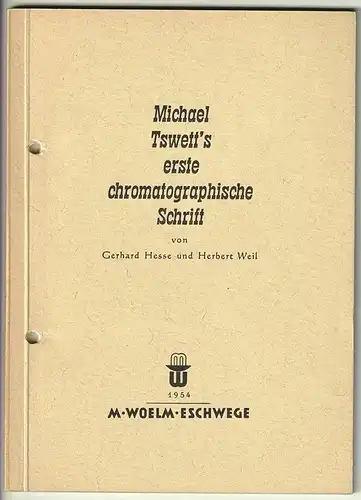 Michael
Tswett's
erste
chromatographische
Schrift
von
Gerhard Hesse und Herbert Weil
W
1954
M·WOELM·ESCHWEGE